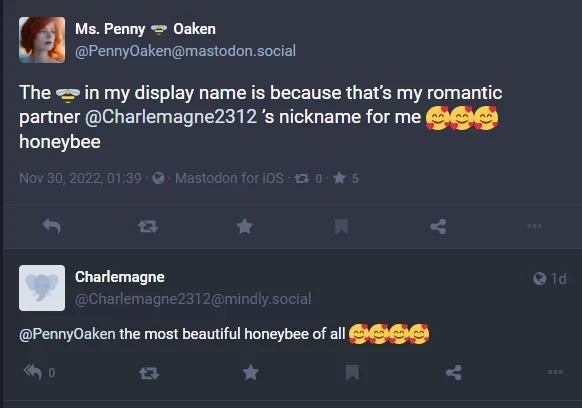 Ms. Penny 🐝 Oaken
@PennyOaken@mastodon.social
The 🐝 in my display name is because that’s my romantic
partner @Charlemagne2312 ’s nickname for me 🥰🥰🥰
honeybee
Nov 30, 2022, 01:39 · Mastodon for iOS · 0 · 5
Charlemagne
1d
@Charlemagne2312@mindly.social
@PennyOaken the most beautiful honeybee of all 🥰🥰🥰🥰
0